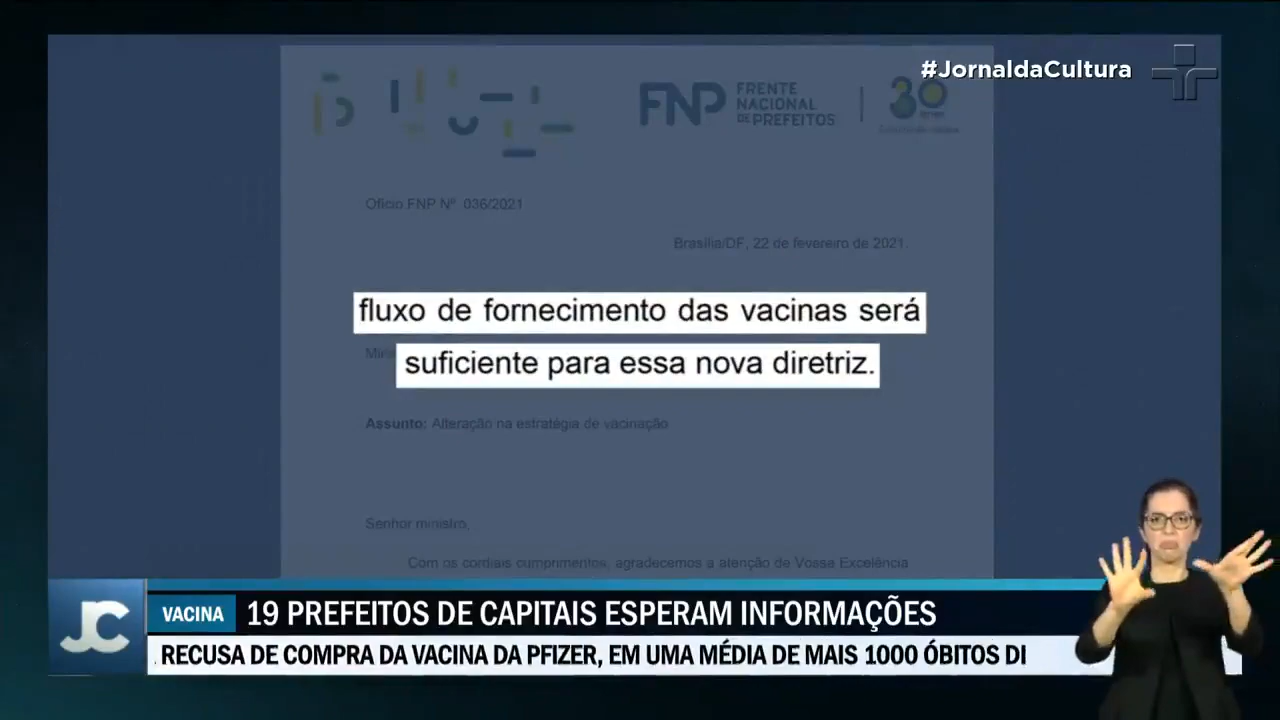 #JornaldaCultura
FNP FRENTE
NACIONAL
DE PREFEITOS
30
anos
Ofício FNP Nº 036/2021
Brasília/DF, 22 de fevereiro de 2021.
fluxo de fornecimento das vacinas será
suficiente para essa nova diretriz.
Assunto: Alteração na estratégia de vacinação
Senhor ministro,
Com os cordiais cumprimentos, agradecemos a atenção de Vossa Excelência
JC
VACINA 19 PREFEITOS DE CAPITAIS ESPERAM INFORMAÇÕES
RECUSA DE COMPRA DA VACINA DA PFIZER, EM UMA MÉDIA DE MAIS 1000 ÓBITOS DI